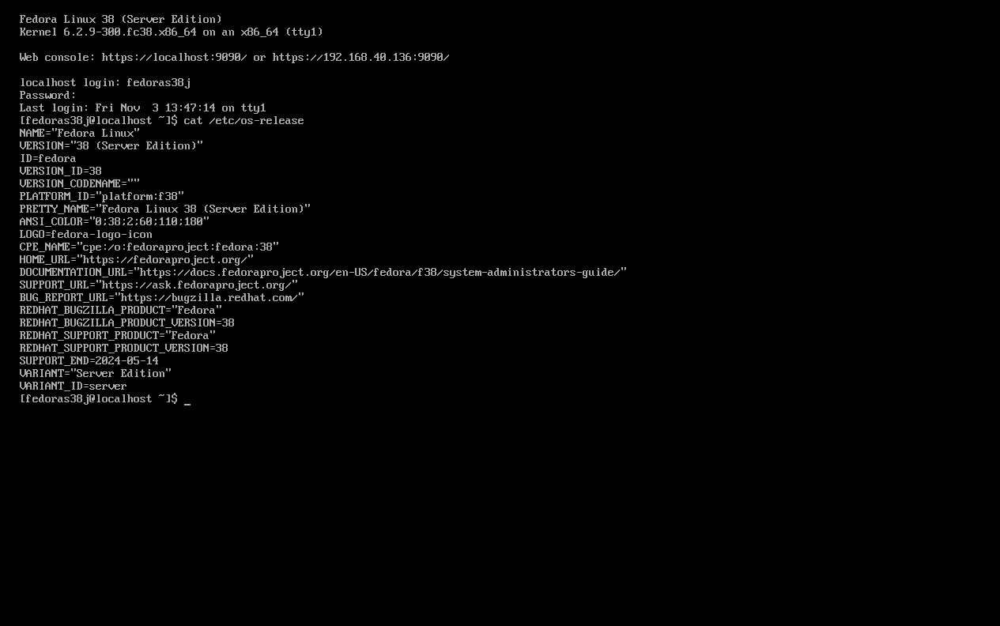 Fedora Linux 38 (Server Edition)
Kernel 6.2.9-300.fc38.x86_64 on an x86_64 (tty1)
Web console: https://localhost:9090/ or https://192.168.40.136:9090/
localhost login: fedoras38j
Password:
Last login: Fri Nov  3 13:47:14 on tty1
[fedoras38j@localhost ~]$ cat /etc/os-release
NAME="Fedora Linux"
VERSION="38 (Server Edition)"
ID=fedora
VERSION_ID=38
VERSION_CODENAME=""
PLATFORM_ID="platform:f38"
PRETTY_NAME="Fedora Linux 38 (Server Edition)"
ANSI_COLOR="0;38;2;60;110;180"
LOGO=fedora-logo-icon
CPE_NAME="cpe:/o:fedoraproject:fedora:38"
HOME_URL="https://fedoraproject.org/"
DOCUMENTATION_URL="https://docs.fedoraproject.org/en-US/fedora/f38/system-administrators-guide/"
SUPPORT_URL="https://ask.fedoraproject.org/"
BUG_REPORT_URL="https://bugzilla.redhat.com/"
REDHAT_BUGZILLA_PRODUCT="Fedora"
REDHAT_BUGZILLA_PRODUCT_VERSION=38
REDHAT_SUPPORT_PRODUCT="Fedora"
REDHAT_SUPPORT_PRODUCT_VERSION=38
SUPPORT_END=2024-05-14
VARIANT="Server Edition"
VARIANT_ID=server
[fedoras38j@localhost ~]$ _